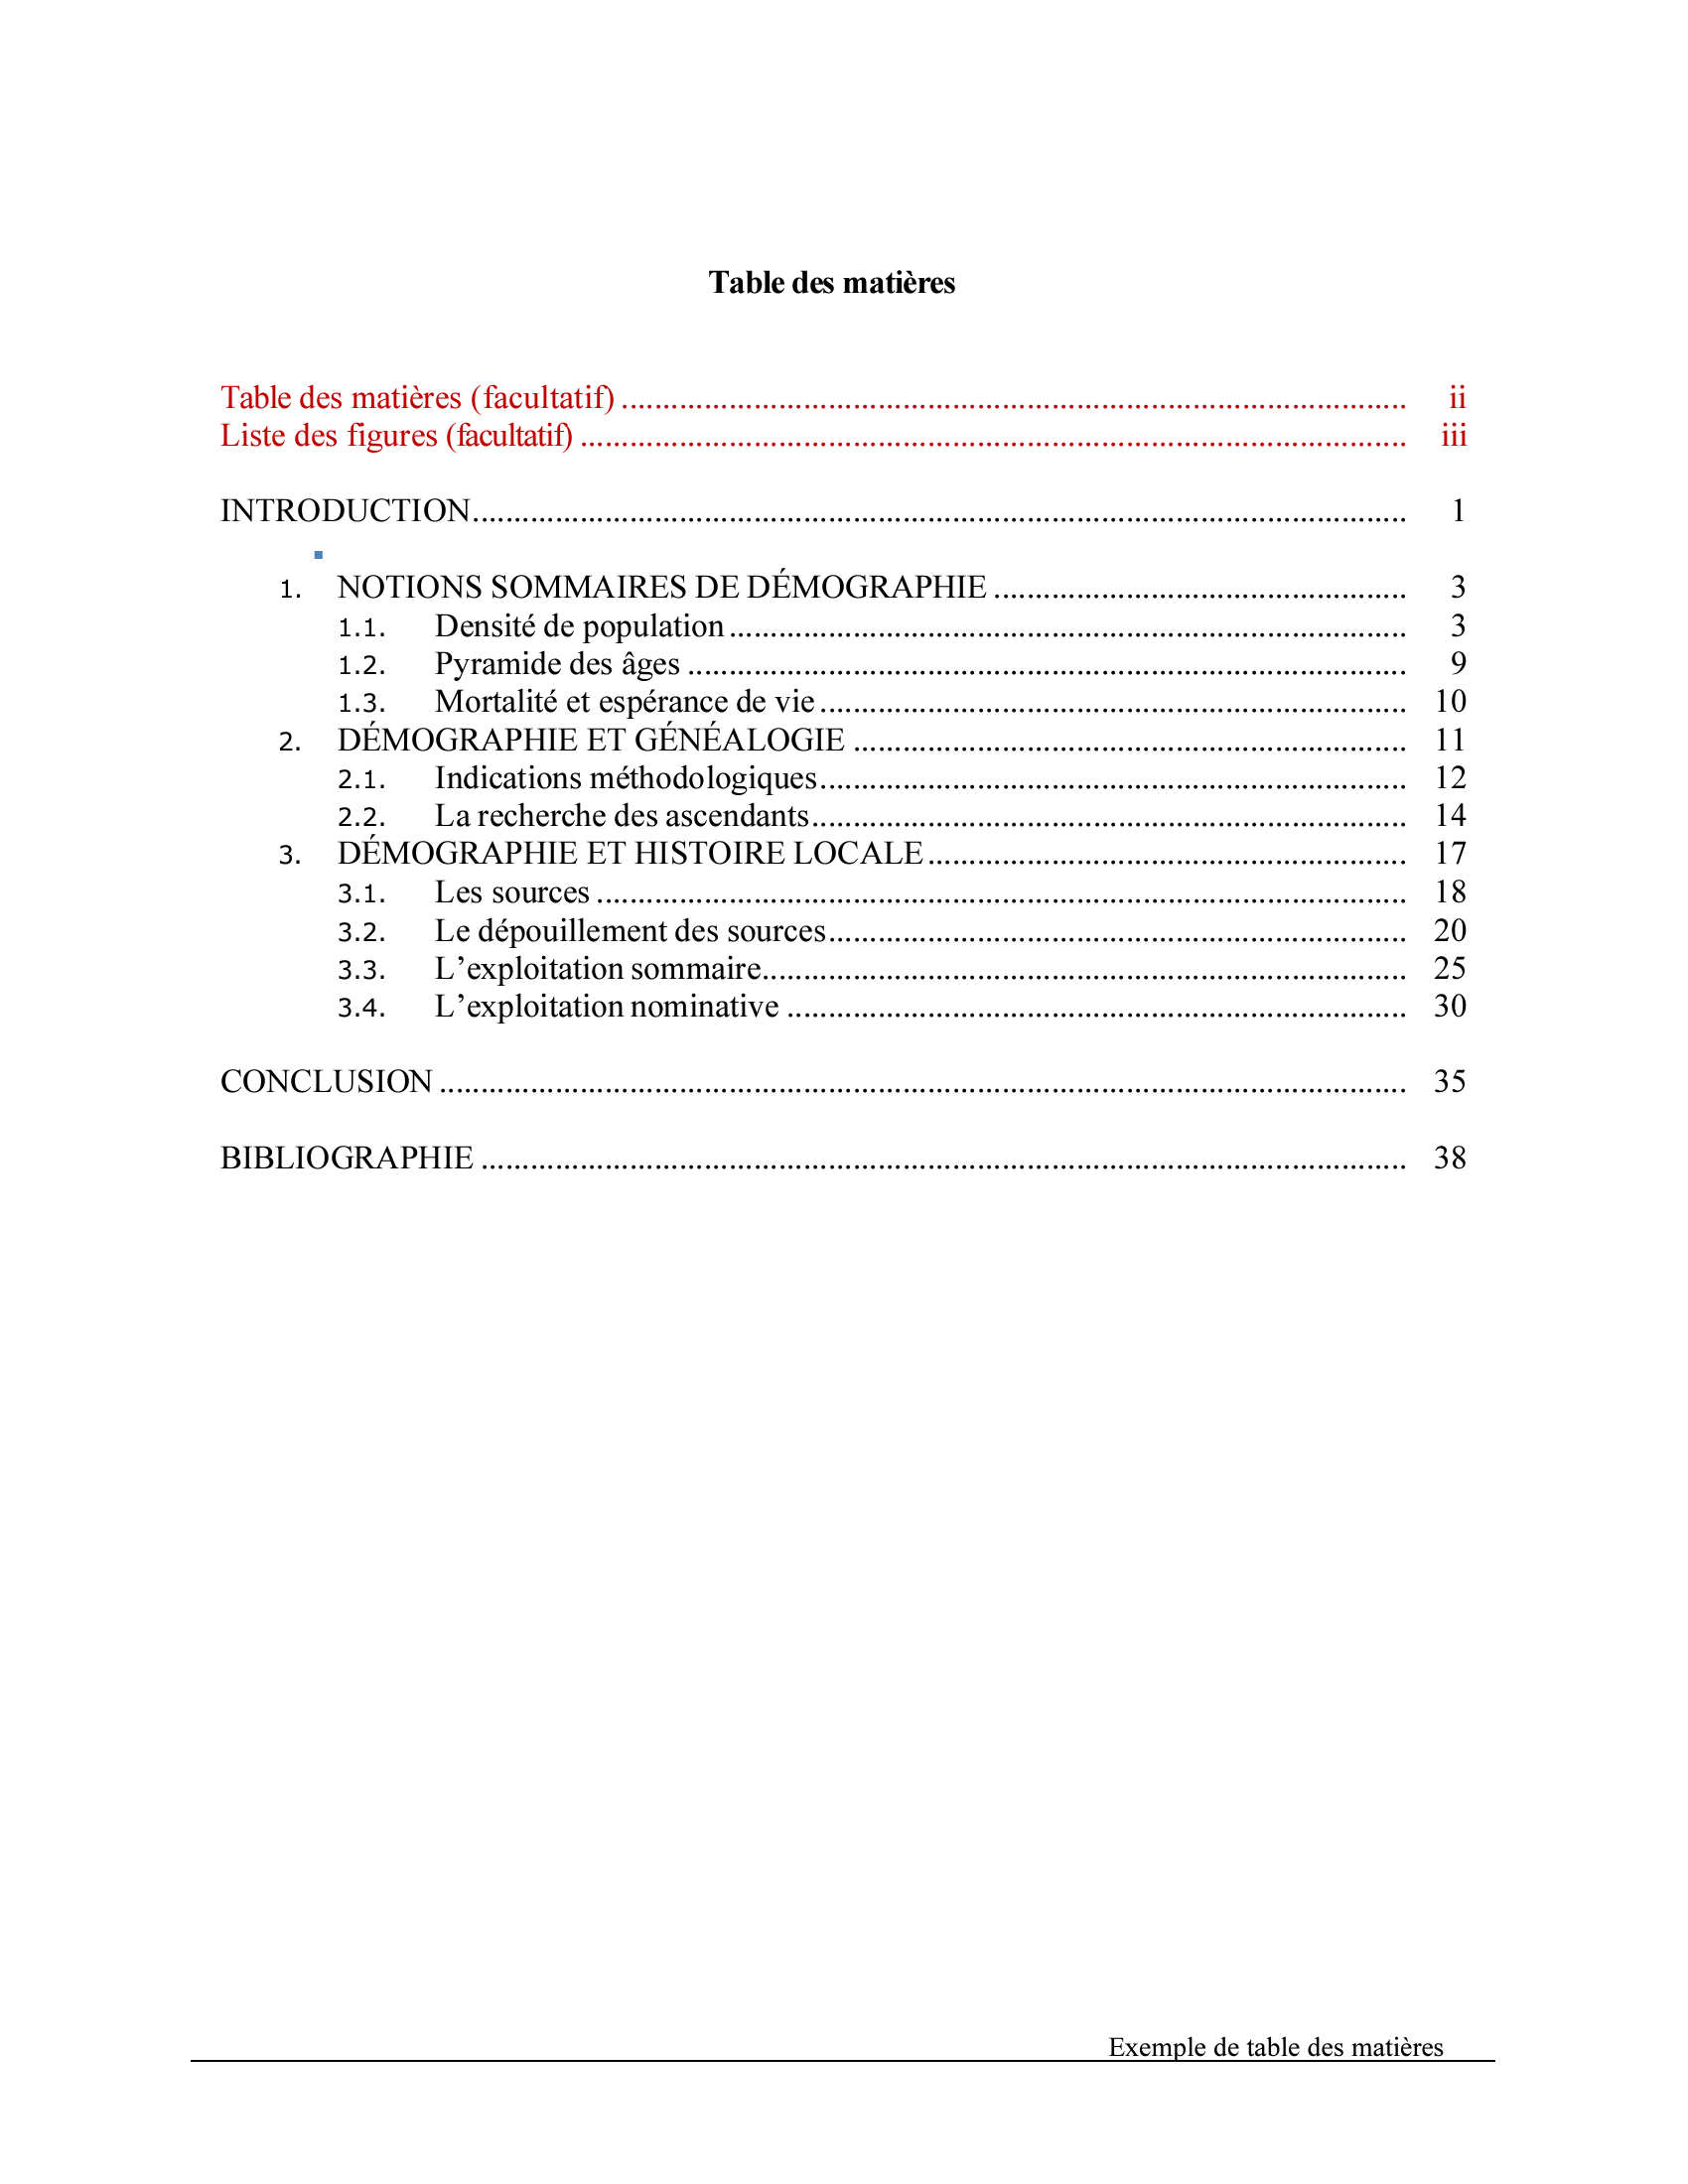 Table des matières
Table des matières (facultatif) ........................................................................ ii
Liste des figures (facultatif) ........................................................................ iii
INTRODUCTION........................................................................ 1
1. NOTIONS SOMMAIRES DE DÉMOGRAPHIE ........................................ 3
1.1. Densité de population ........................................................ 3
1.2. Pyramide des âges ........................................................ 9
1.3. Mortalité et espérance de vie ................................................ 10
2. DÉMOGRAPHIE ET GÉNÉALOGIE ................................................ 11
2.1. Indications méthodologiques................................................ 12
2.2. La recherche des ascendants................................................ 14
3. DÉMOGRAPHIE ET HISTOIRE LOCALE ........................................ 17
3.1. Les sources ................................................................ 18
3.2. Le dépouillement des sources................................................ 20
3.3. L’exploitation sommaire........................................................ 25
3.4. L’exploitation nominative ........................................................ 30
CONCLUSION ........................................................................ 35
BIBLIOGRAPHIE ........................................................................ 38
Exemple de table des matières